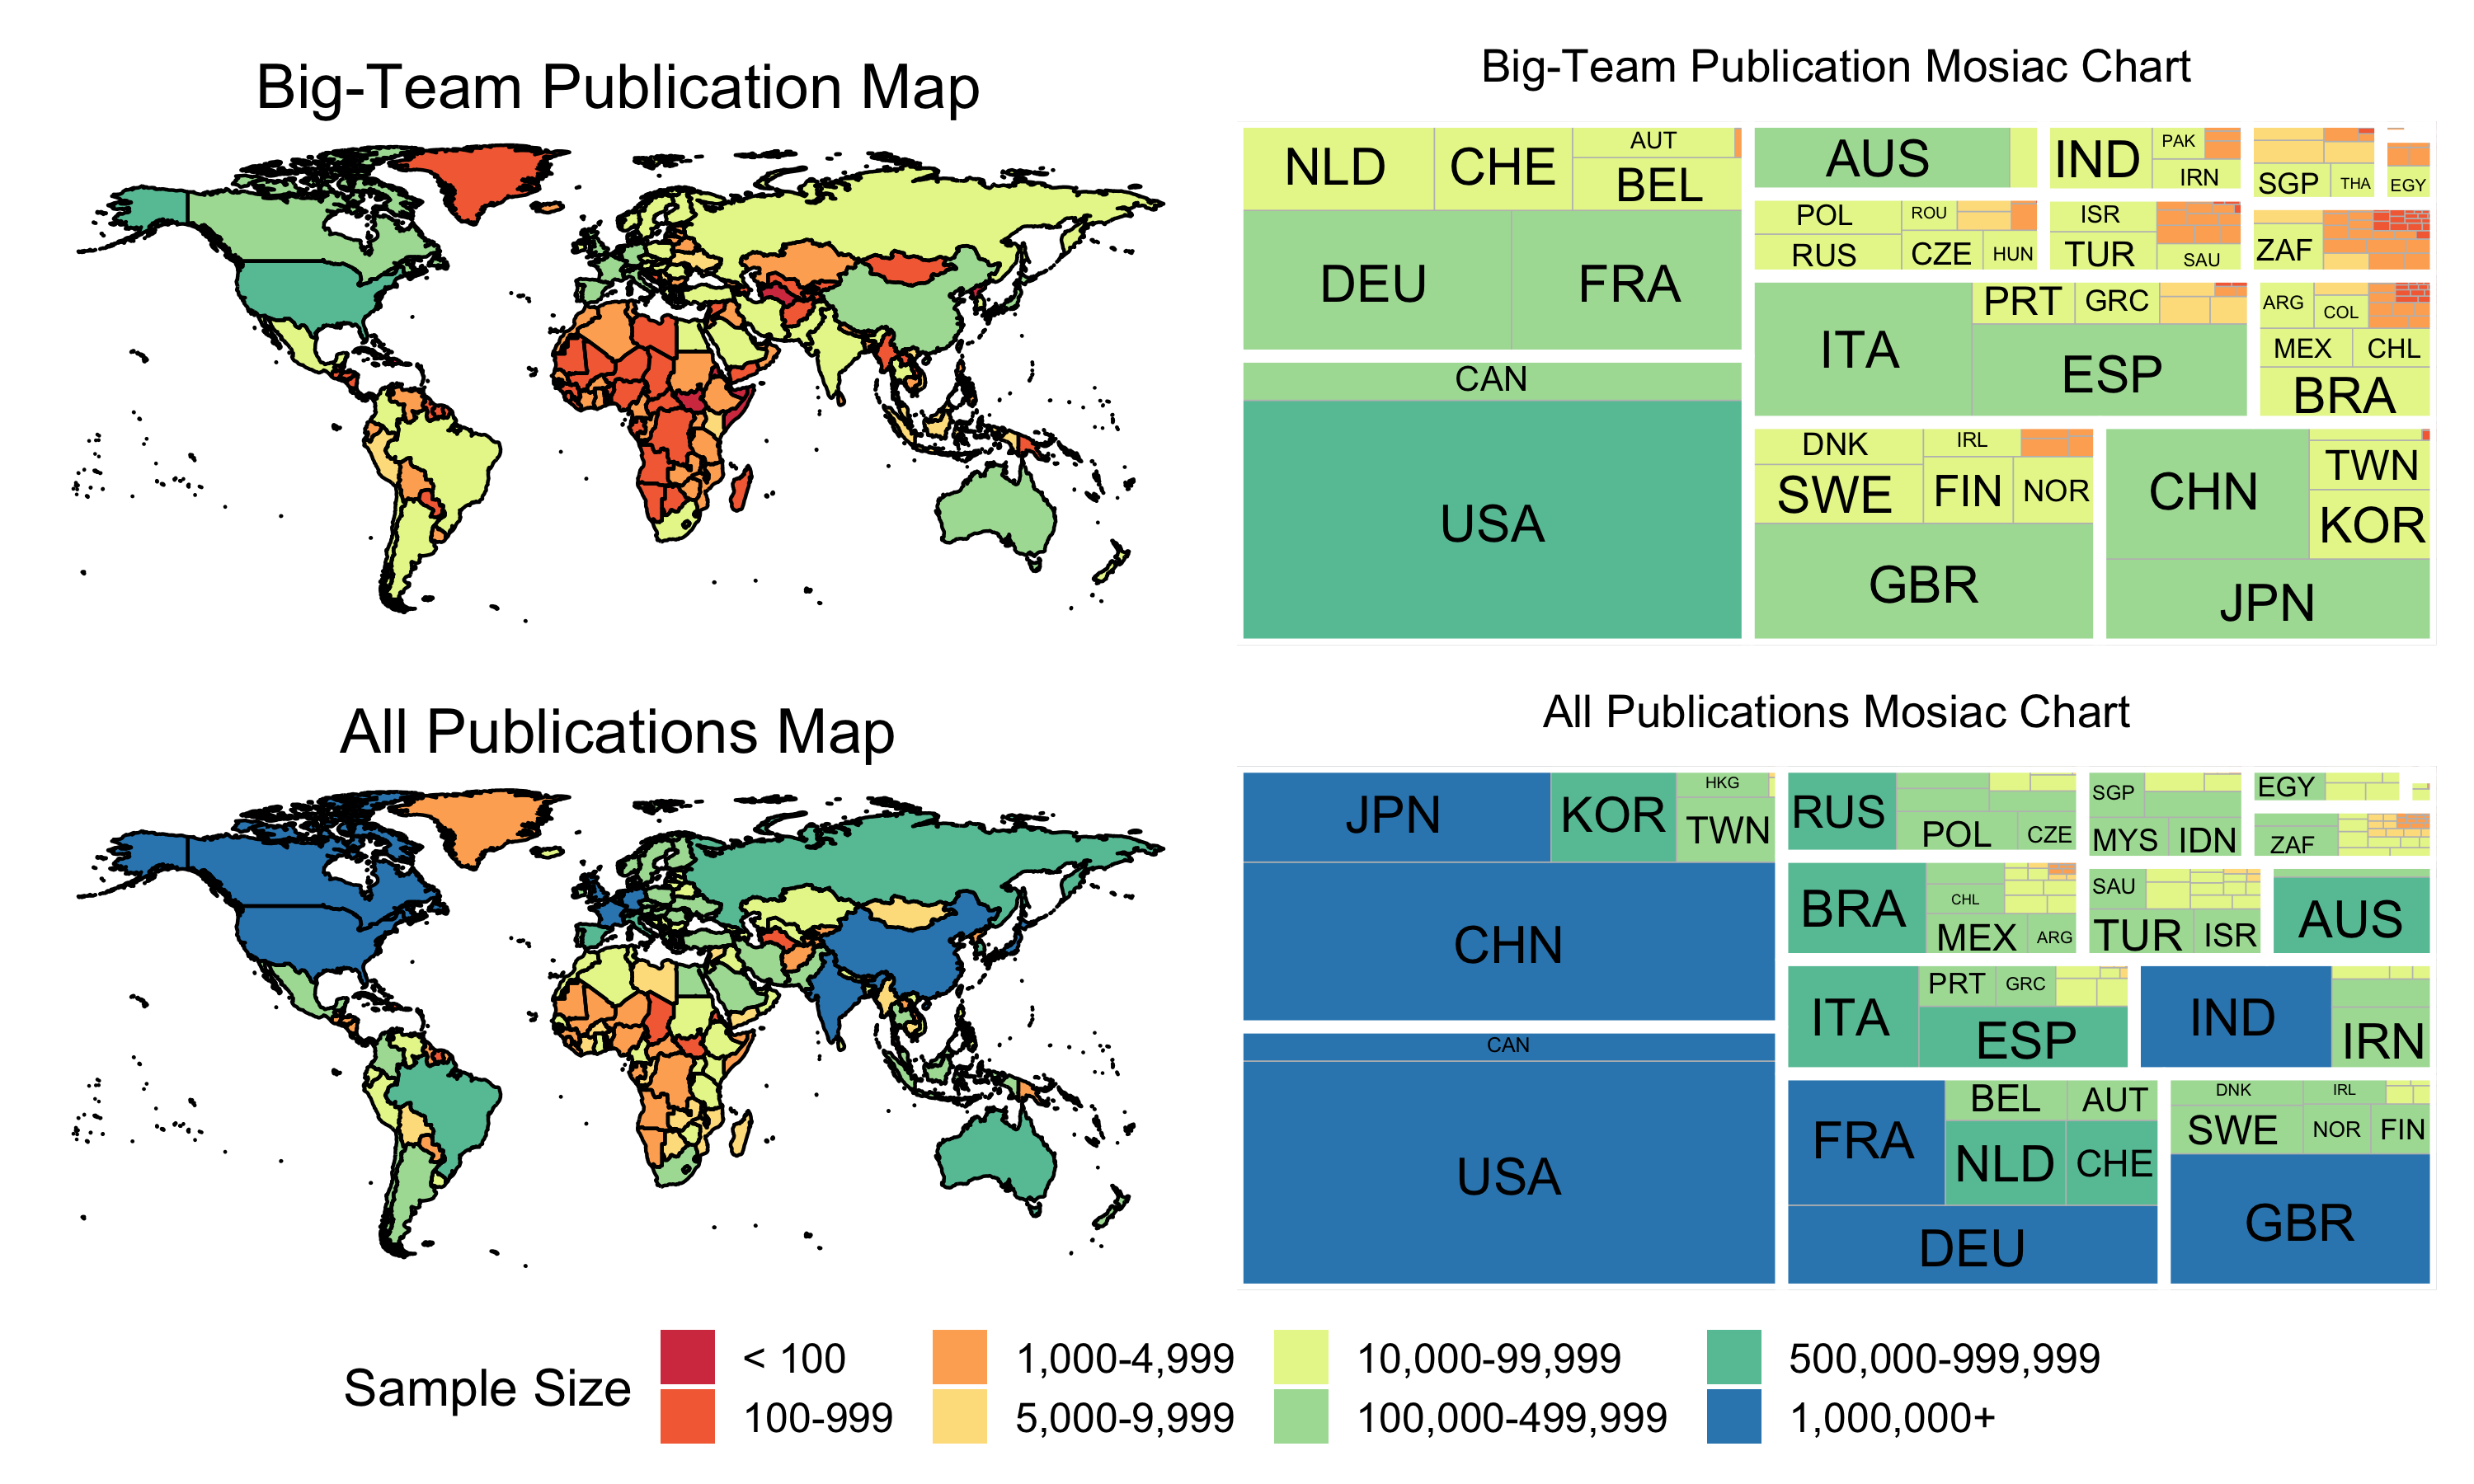 Big-Team Publication Map
Big-Team Publication Mosiac Chart
NLD CHE AUT
BEL
DEU FRA
CAN
USA
AUS
IND PAK
IRN
SGP THA EGY
POL ROU
RUS CZE HUN
ISR
TUR SAU
ZAF
ITA PRT GRC
ESP
ARG COL
MEX CHL
BRA
DNK IRL
SWE FIN NOR
GBR
CHN TWN
KOR
JPN
All Publications Map
All Publications Mosiac Chart
JPN KOR HKG
TWN
CHN
CAN
USA
RUS POL CZE
SGP
MYS IDN
EGY
ZAF
BRA CHL
MEX ARG
SAU
TUR ISR
AUS
ITA PRT GRC
ESP
IND IRN
FRA BEL AUT
NLD CHE
DEU
DNK IRL
SWE NOR FIN
GBR
Sample Size
< 100 1,000-4,999 10,000-99,999 500,000-999,999
100-999 5,000-9,999 100,000-499,999 1,000,000+